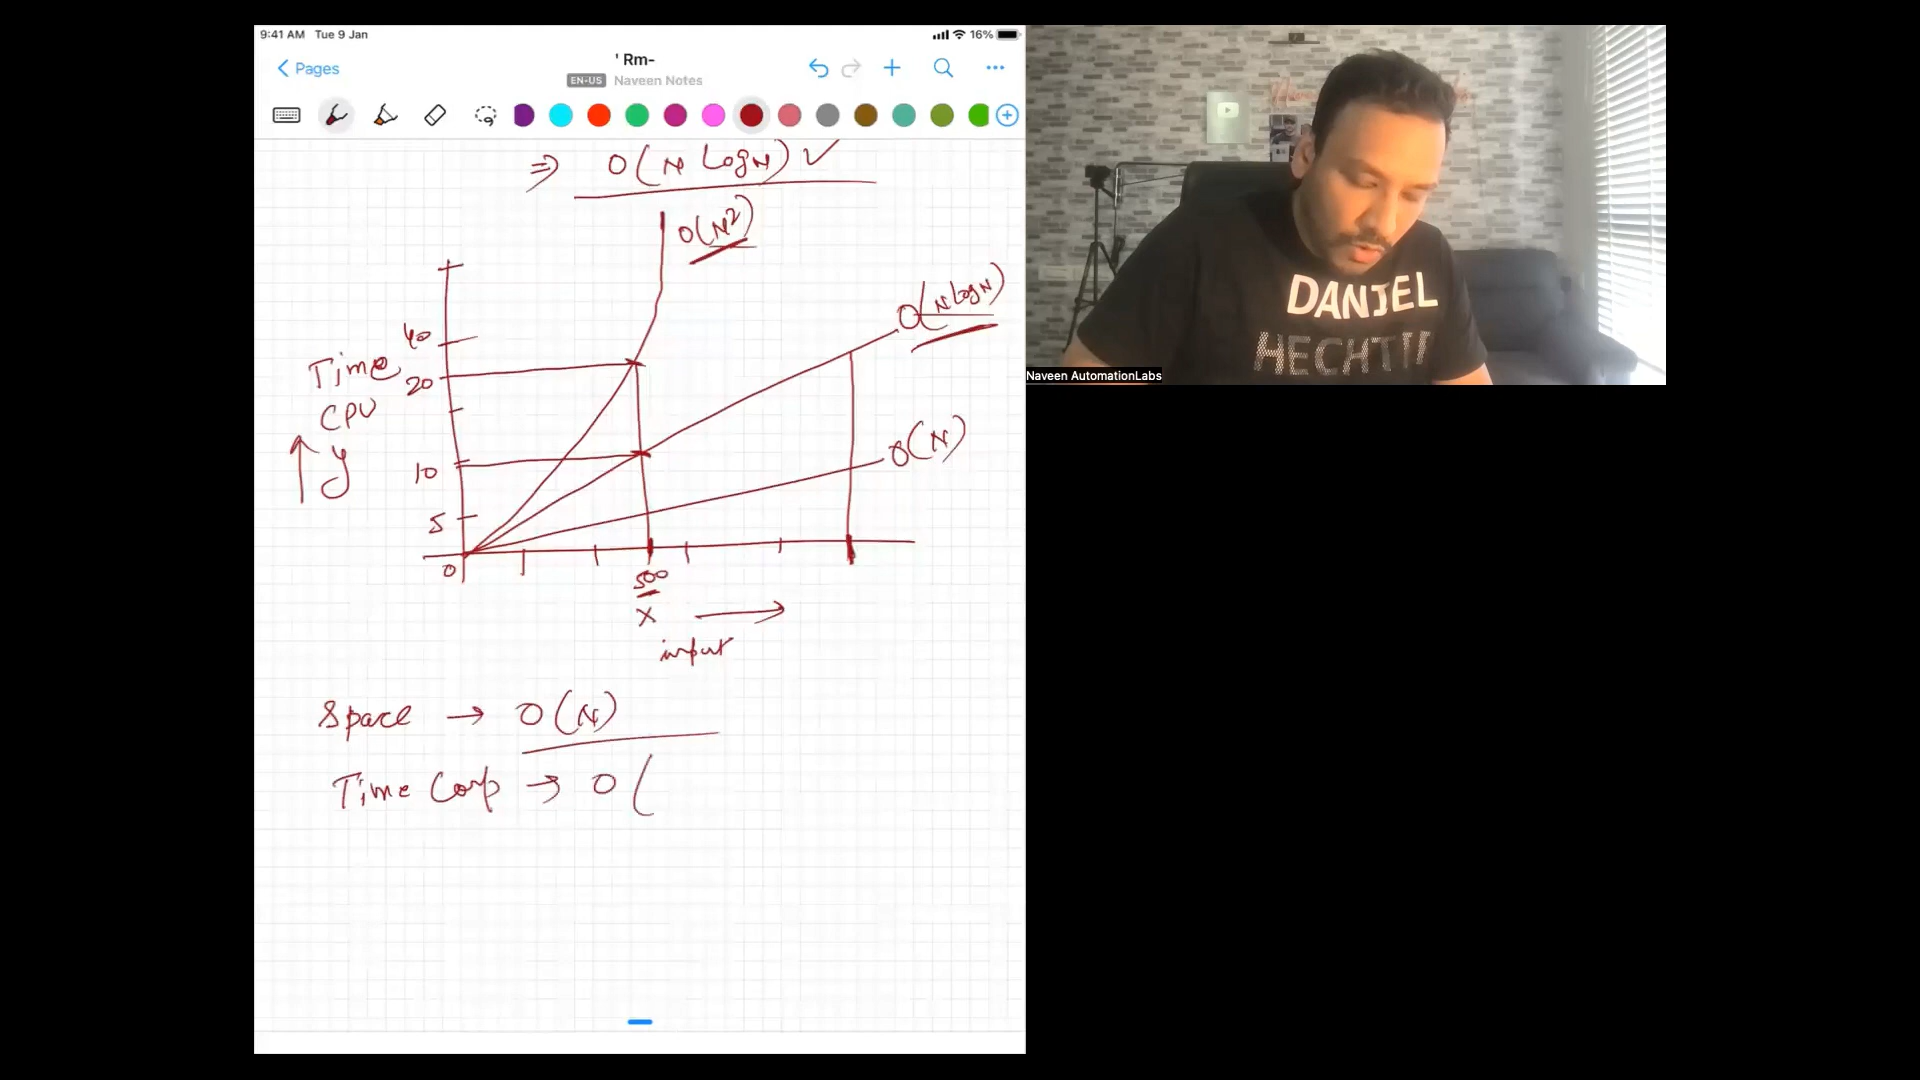 9:41 AM Tue 9 Jan
16%
Pages
' Rm-
EN-US Naveen Notes
⇒ O(N LogN) ✓
O(N²)
O(N LogN)
40
Time
20
CPU
O(N)
y
10
5
0
500
X →
input
Space → O(N)
Time Comp → O(
DANIEL
HECHTER
Naveen AutomationLabs